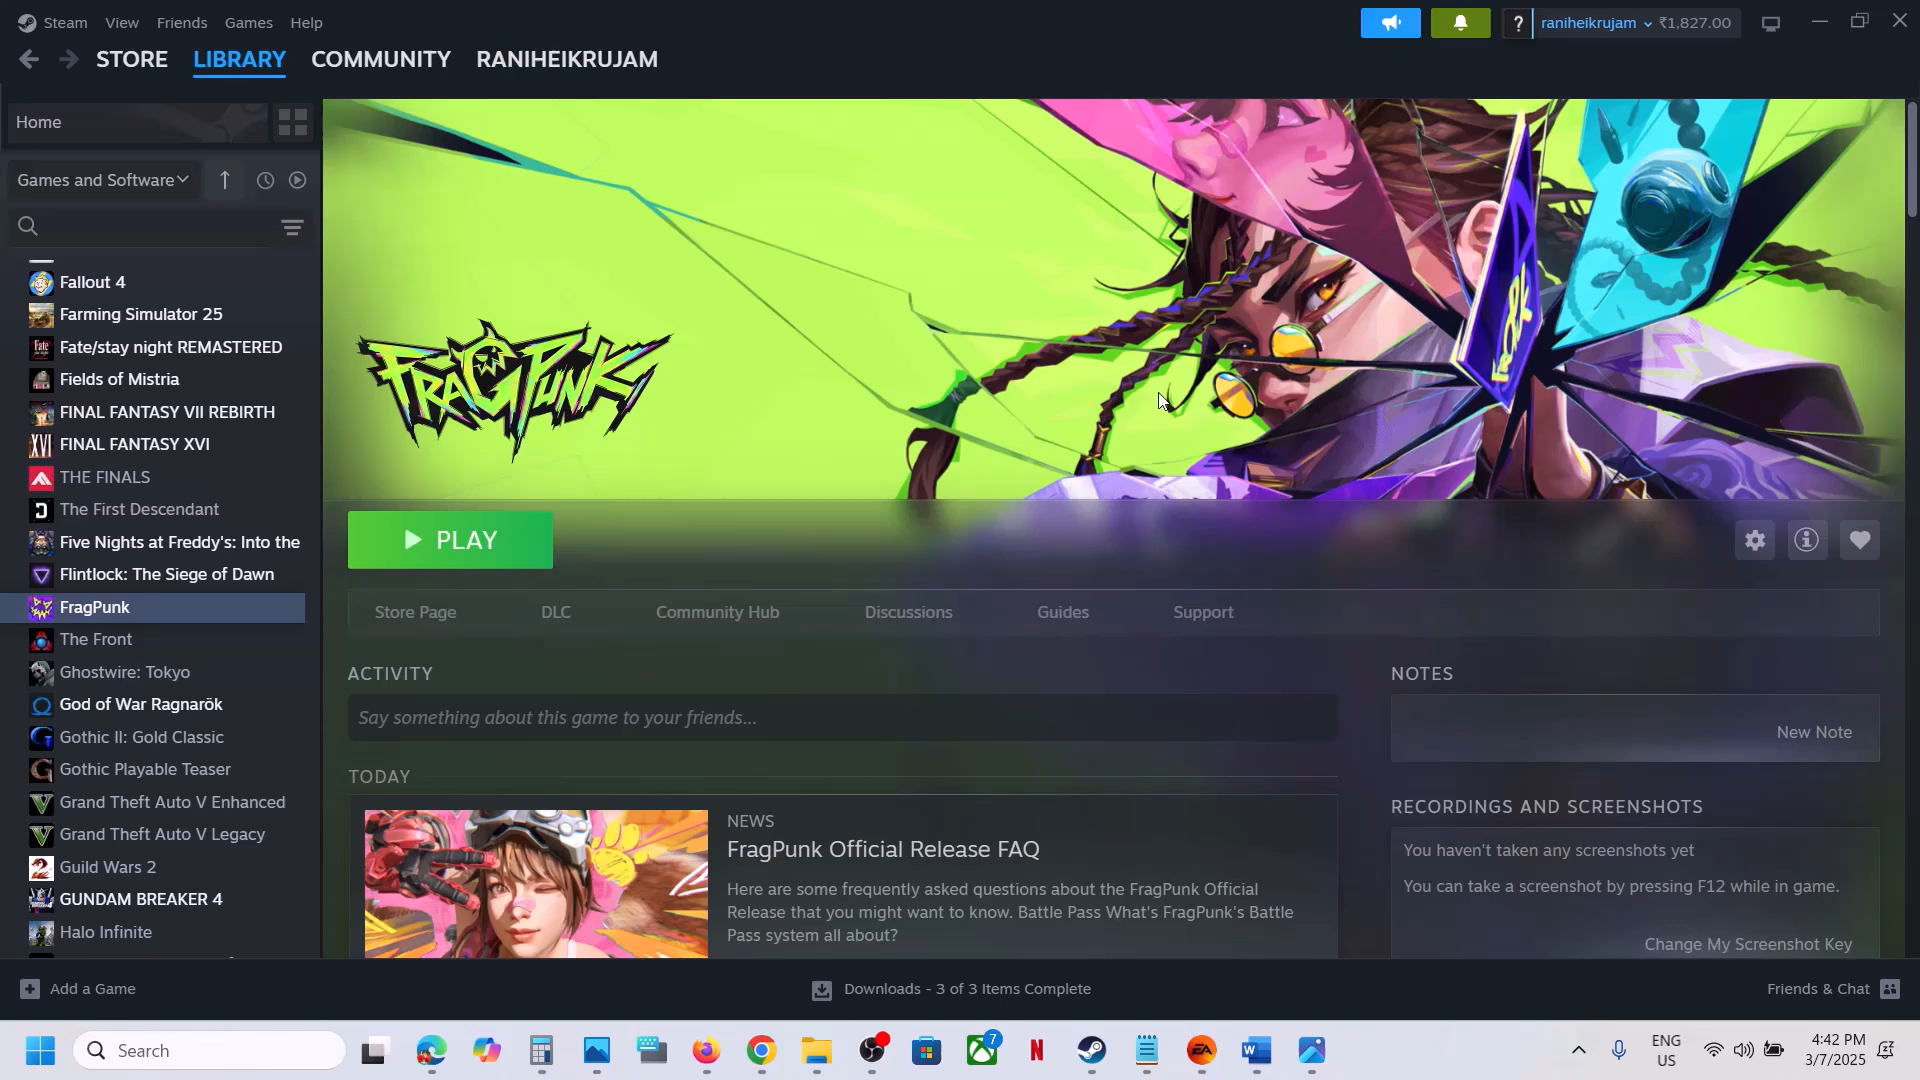 Steam View Friends Games Help
? raniheikrujam ₹1,827.00
STORE LIBRARY COMMUNITY RANIHEIKRUJAM
Home
Games and Software
Fallout 4
Farming Simulator 25
Fate/stay night REMASTERED
Fields of Mistria
FINAL FANTASY VII REBIRTH
FINAL FANTASY XVI
THE FINALS
The First Descendant
Five Nights at Freddy's: Into the
Flintlock: The Siege of Dawn
FragPunk
The Front
Ghostwire: Tokyo
God of War Ragnarök
Gothic II: Gold Classic
Gothic Playable Teaser
Grand Theft Auto V Enhanced
Grand Theft Auto V Legacy
Guild Wars 2
GUNDAM BREAKER 4
Halo Infinite
FRAGPUNK
PLAY
Store Page DLC Community Hub Discussions Guides Support
ACTIVITY
Say something about this game to your friends...
TODAY
NEWS
FragPunk Official Release FAQ
Here are some frequently asked questions about the FragPunk Official
Release that you might want to know. Battle Pass What's FragPunk's Battle
Pass system all about?
NOTES
New Note
RECORDINGS AND SCREENSHOTS
You haven't taken any screenshots yet
You can take a screenshot by pressing F12 while in game.
Change My Screenshot Key
Add a Game
Downloads - 3 of 3 Items Complete
Friends & Chat
Search
7
ENG
US
4:42 PM
3/7/2025